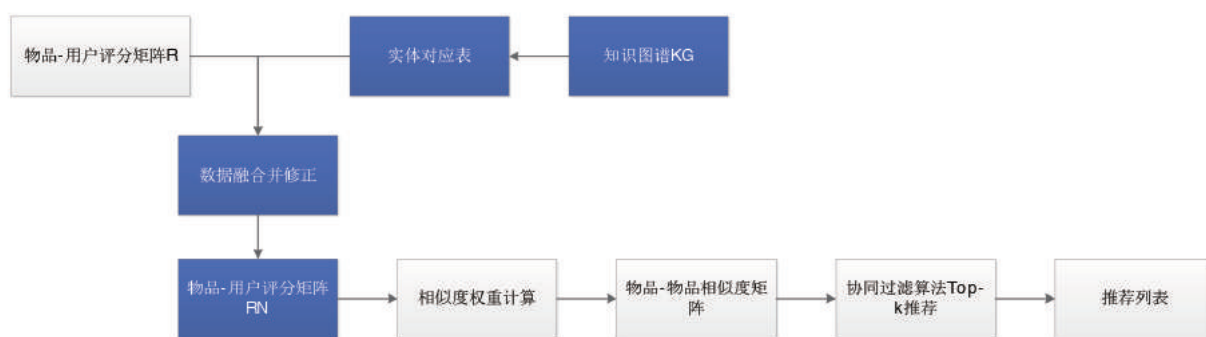 物品-用户评分矩阵R
实体对应表
知识图谱KG
数据融合并修正
物品-用户评分矩阵
RN
相似度权重计算
物品-物品相似度矩
阵
协同过滤算法Top-
k推荐
推荐列表